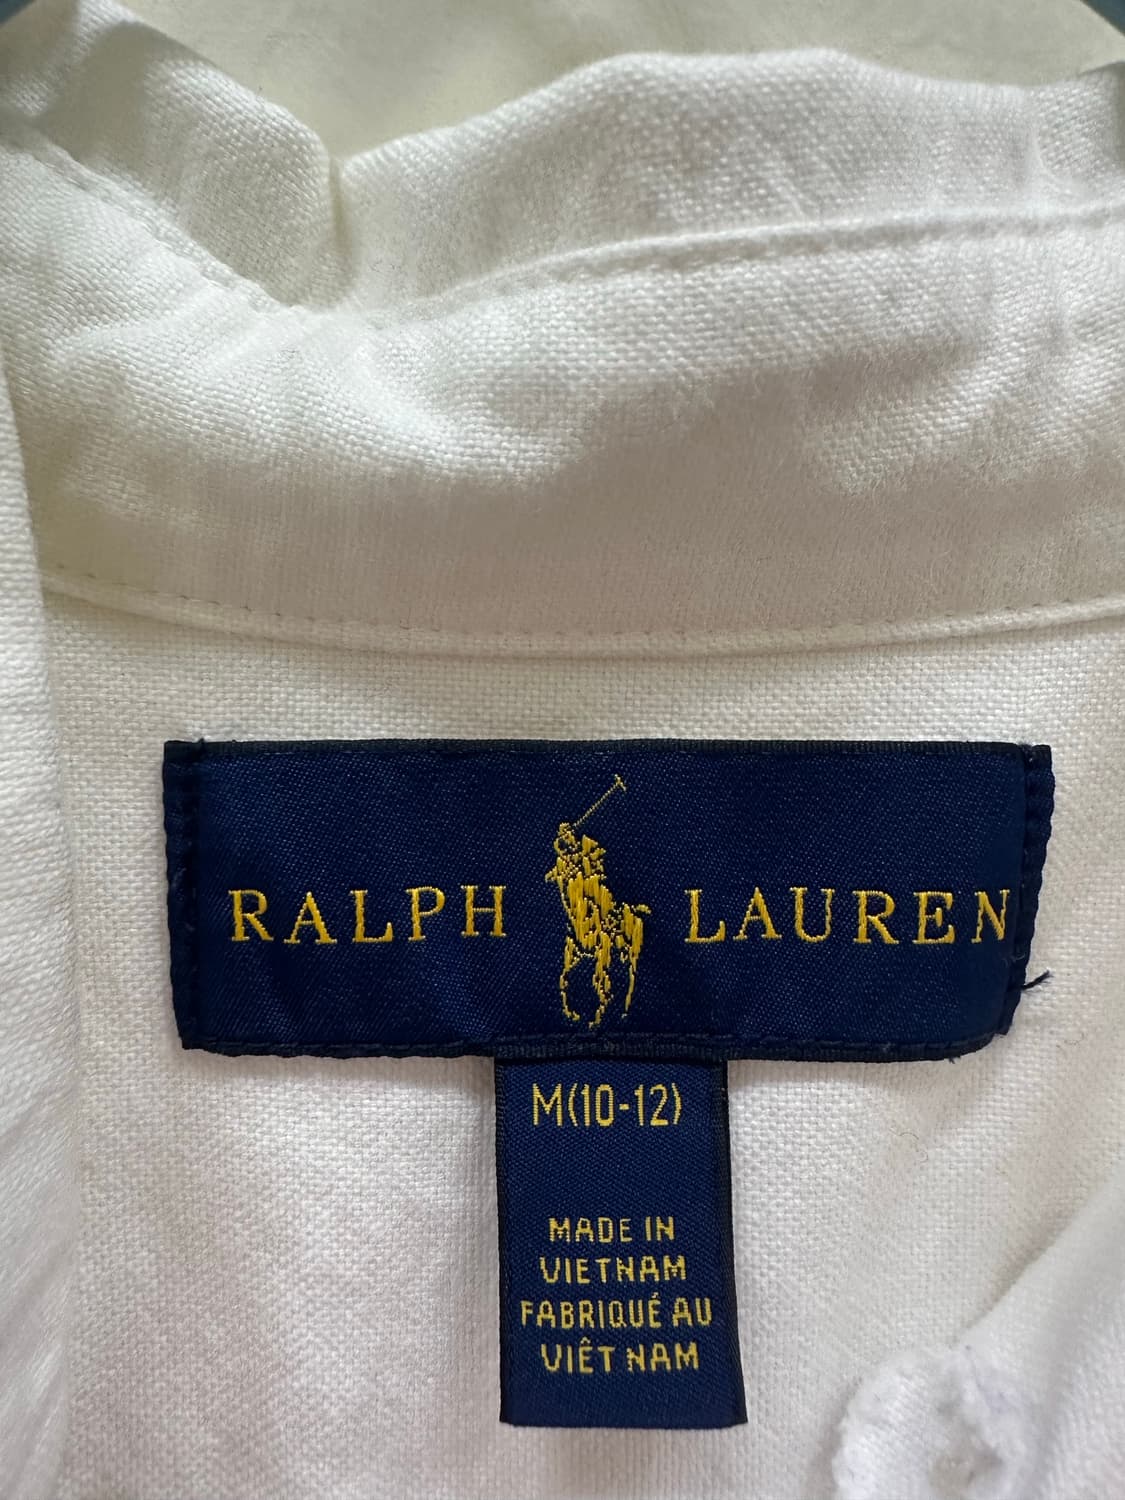 RALPH LAUREN
M(10-12)
MADE IN
VIETNAM
FABRIQUÉ AU
VIÊT NAM